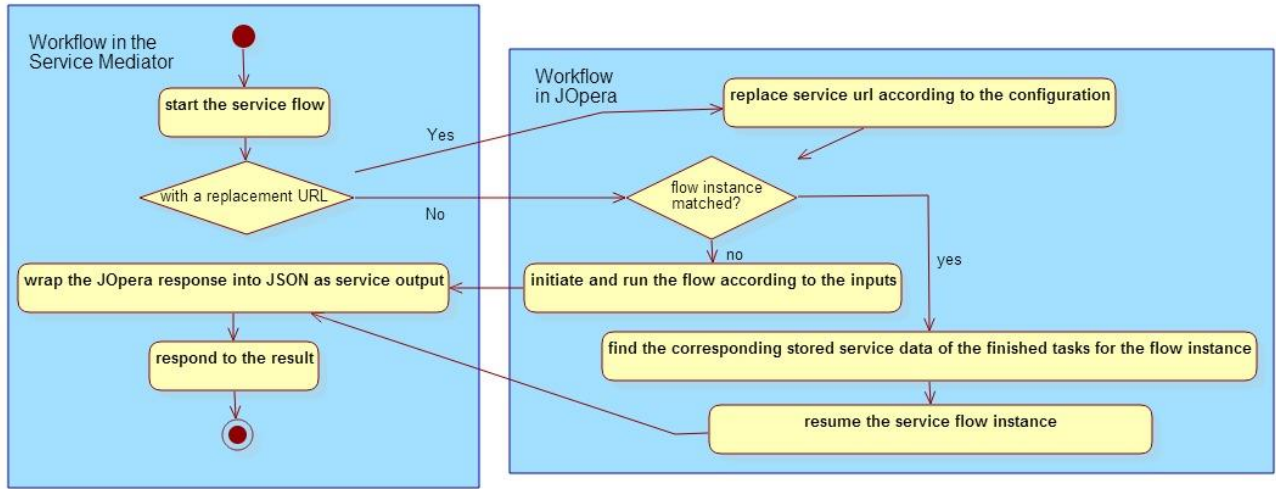 Workflow in the
Service Mediator
start the service flow
with a replacement URL
Yes
No
wrap the JOpera response into JSON as service output
respond to the result
Workflow
in JOpera
replace service url according to the configuration
flow instance
matched?
no
yes
initiate and run the flow according to the inputs
find the corresponding stored service data of the finished tasks for the flow instance
resume the service flow instance